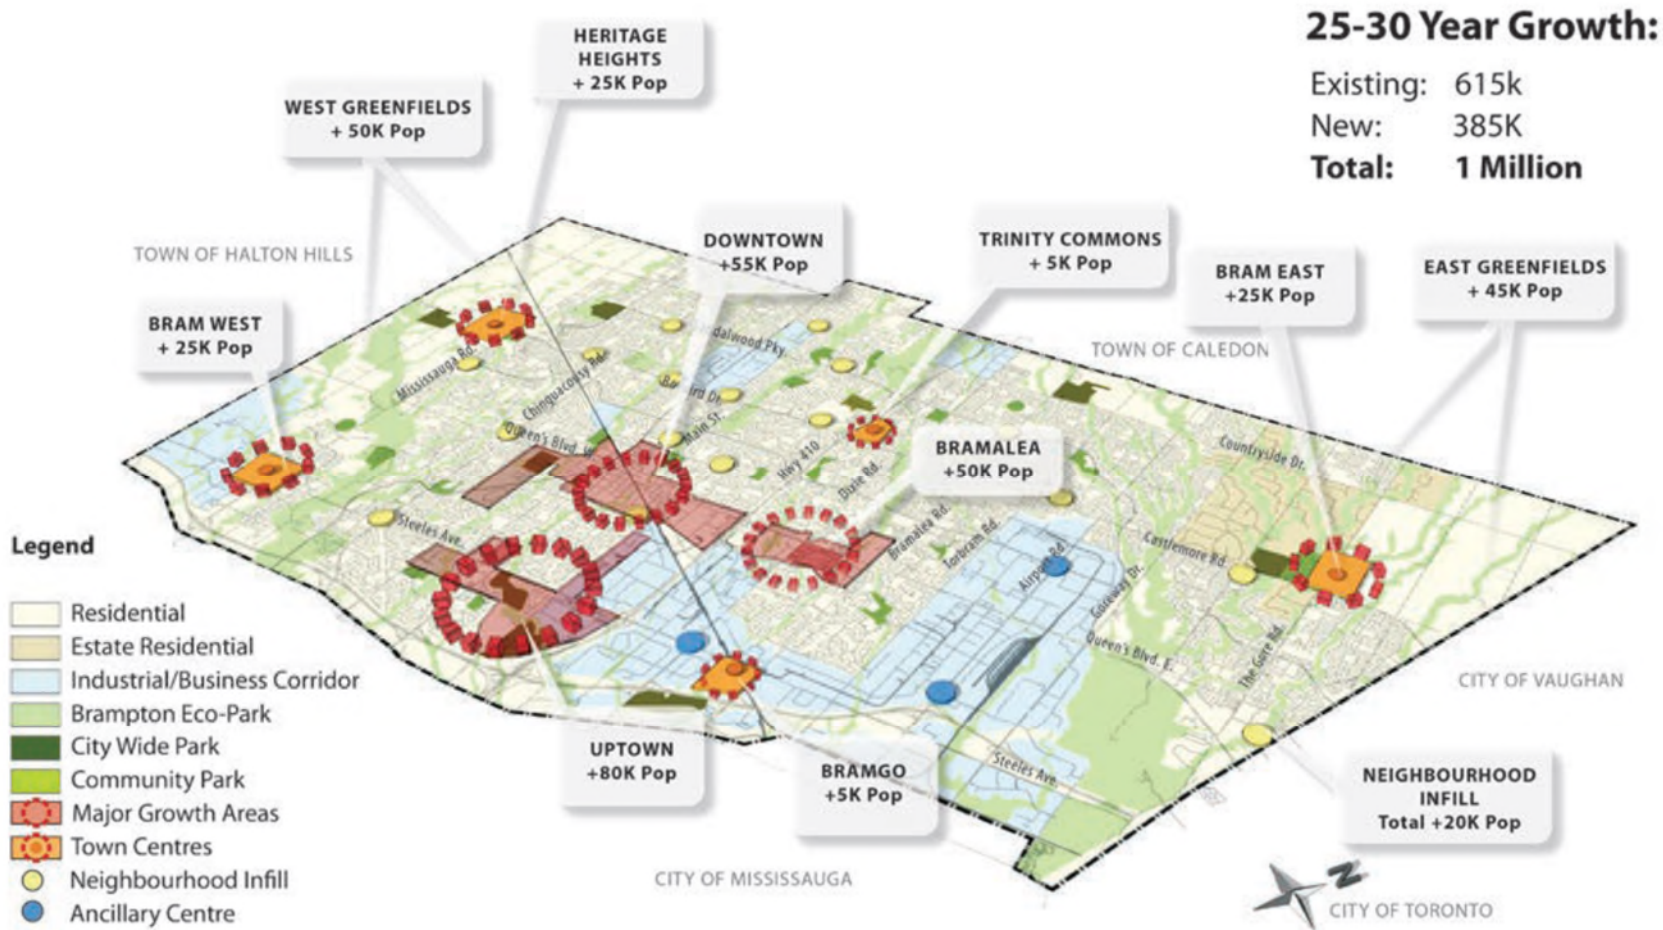 25-30 Year Growth:
Existing: 615k
New: 385K
Total: 1 Million
HERITAGE
HEIGHTS
+ 25K Pop
WEST GREENFIELDS
+ 50K Pop
TOWN OF HALTON HILLS
DOWNTOWN
+55K Pop
TRINITY COMMONS
+ 5K Pop
BRAM EAST
+25K Pop
EAST GREENFIELDS
+ 45K Pop
BRAM WEST
+ 25K Pop
TOWN OF CALEDON
dalwood Pky.
Mississauga Rd.
Chinguacousy Rd.
Main St.
Queen's Blvd. W
Hwy 410
Dixie Rd.
BRAMALEA
+50K Pop
Countryside Dr.
Steeles Ave.
Bramalea Rd.
Torbram Rd.
Airport Rd.
Castlemore Rd.
Goreway Dr.
Queen's Blvd. E.
The Gore Rd.
CITY OF VAUGHAN
Legend
Residential
Estate Residential
Industrial/Business Corridor
Brampton Eco-Park
City Wide Park
Community Park
Major Growth Areas
Town Centres
Neighbourhood Infill
Ancillary Centre
UPTOWN
+80K Pop
BRAMGO
+5K Pop
Steeles Ave.
NEIGHBOURHOOD
INFILL
Total +20K Pop
CITY OF MISSISSAUGA
N
CITY OF TORONTO